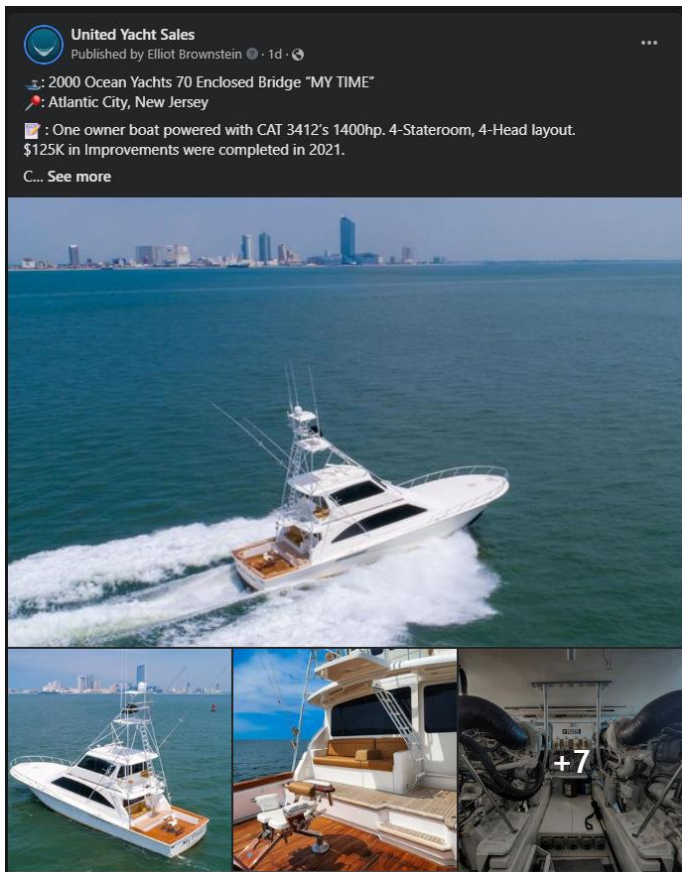 United Yacht Sales
Published by Elliot Brownstein · 1d ·
: 2000 Ocean Yachts 70 Enclosed Bridge "MY TIME"
: Atlantic City, New Jersey
: One owner boat powered with CAT 3412's 1400hp. 4-Stateroom, 4-Head layout.
$125K in Improvements were completed in 2021.
C... See more
+7